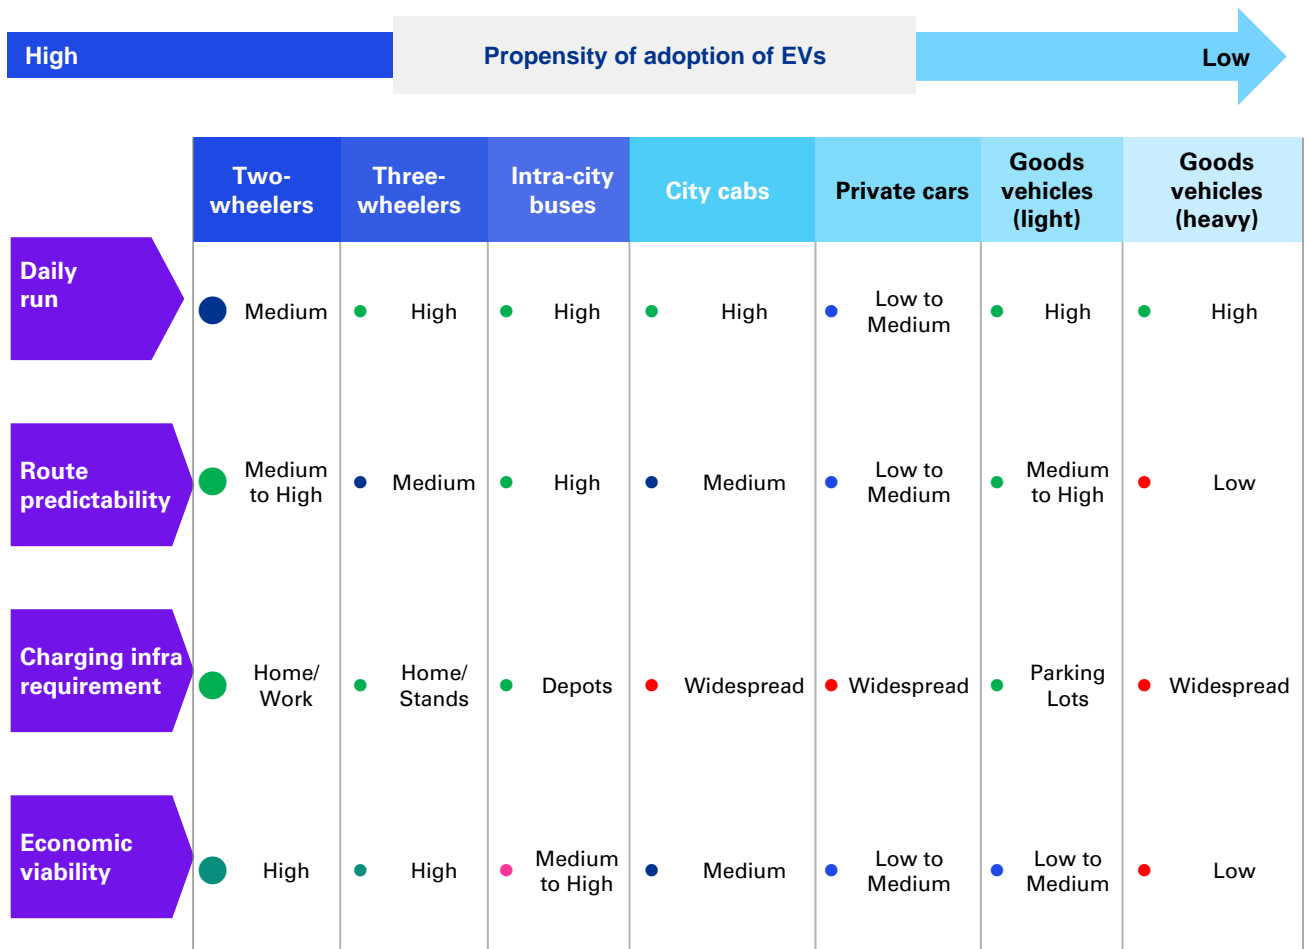 High
Propensity of adoption of EVs
Low
Two-
wheelers
Three-
wheelers
Intra-city
buses
City cabs
Private cars
Goods
vehicles
(light)
Goods
vehicles
(heavy)
Daily
run
Medium
High
High
High
Low to
Medium
High
High
Route
predictability
Medium
to High
Medium
High
Medium
Low to
Medium
Medium
to High
Low
Charging infra
requirement
Home/
Work
Home/
Stands
Depots
Widespread
Widespread
Parking
Lots
Widespread
Economic
viability
High
High
Medium
to High
Medium
Low to
Medium
Low to
Medium
Low